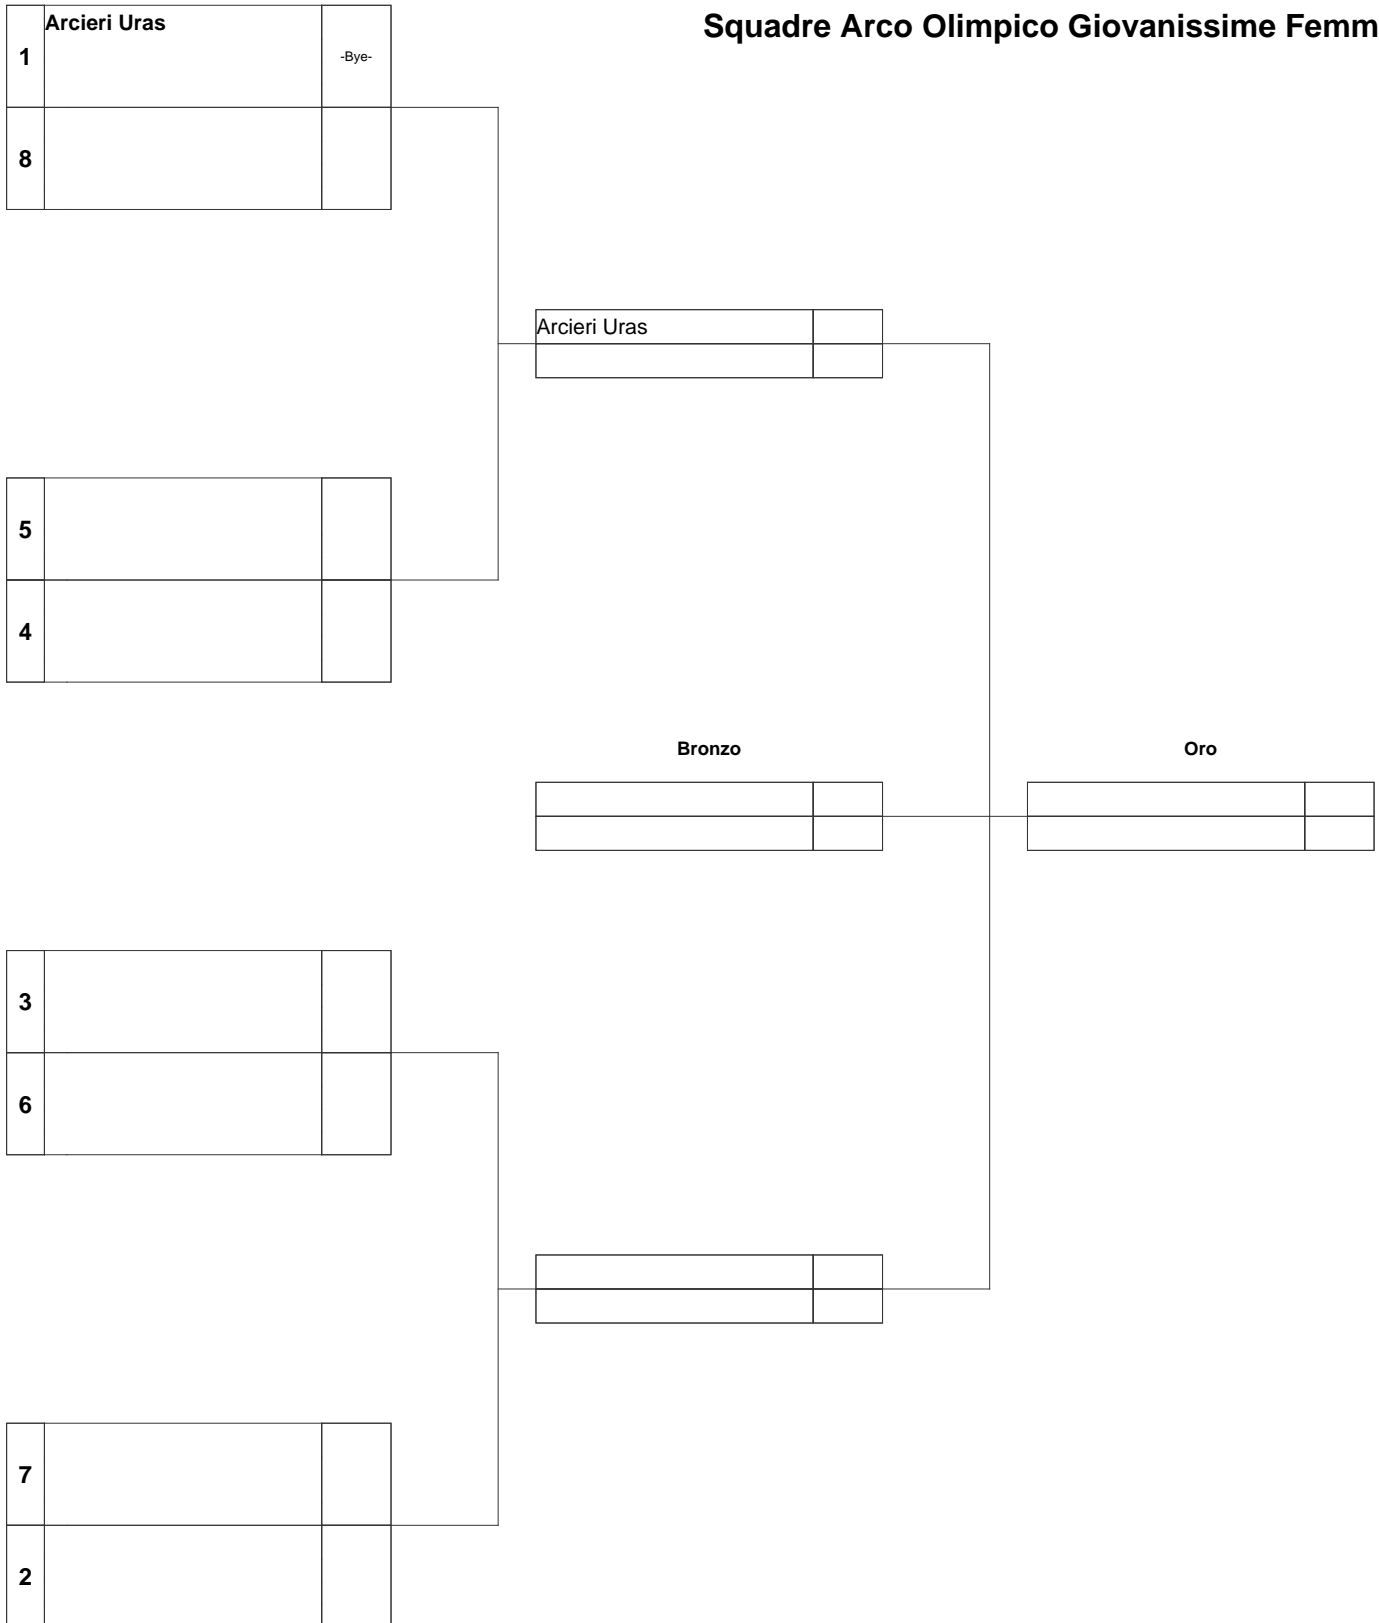 Squadre Arco Olimpico Giovanissime Femm
1 Arcieri Uras -Bye-
8
Arcieri Uras
5
4
Bronzo Oro
3
6
7
2